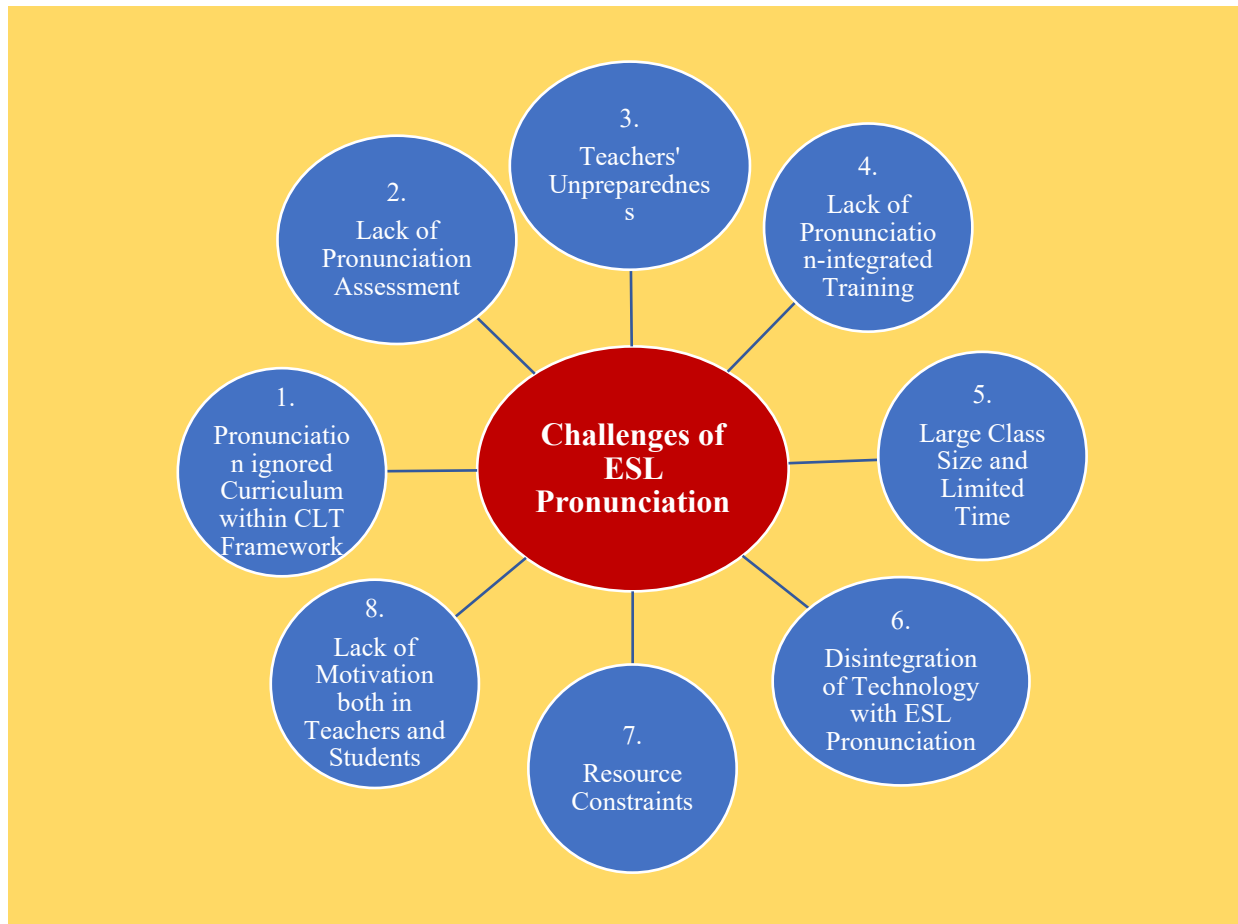 Challenges of
ESL
Pronunciation
1.
Pronunciatio
n ignored
Curriculum
within CLT
Framework
2.
Lack of
Pronunciation
Assessment
3.
Teachers'
Unpreparednes
s
4.
Lack of
Pronunciatio
n-integrated
Training
5.
Large Class
Size and
Limited
Time
6.
Disintegration
of Technology
with ESL
Pronunciation
7.
Resource
Constraints
8.
Lack of
Motivation
both in
Teachers and
Students